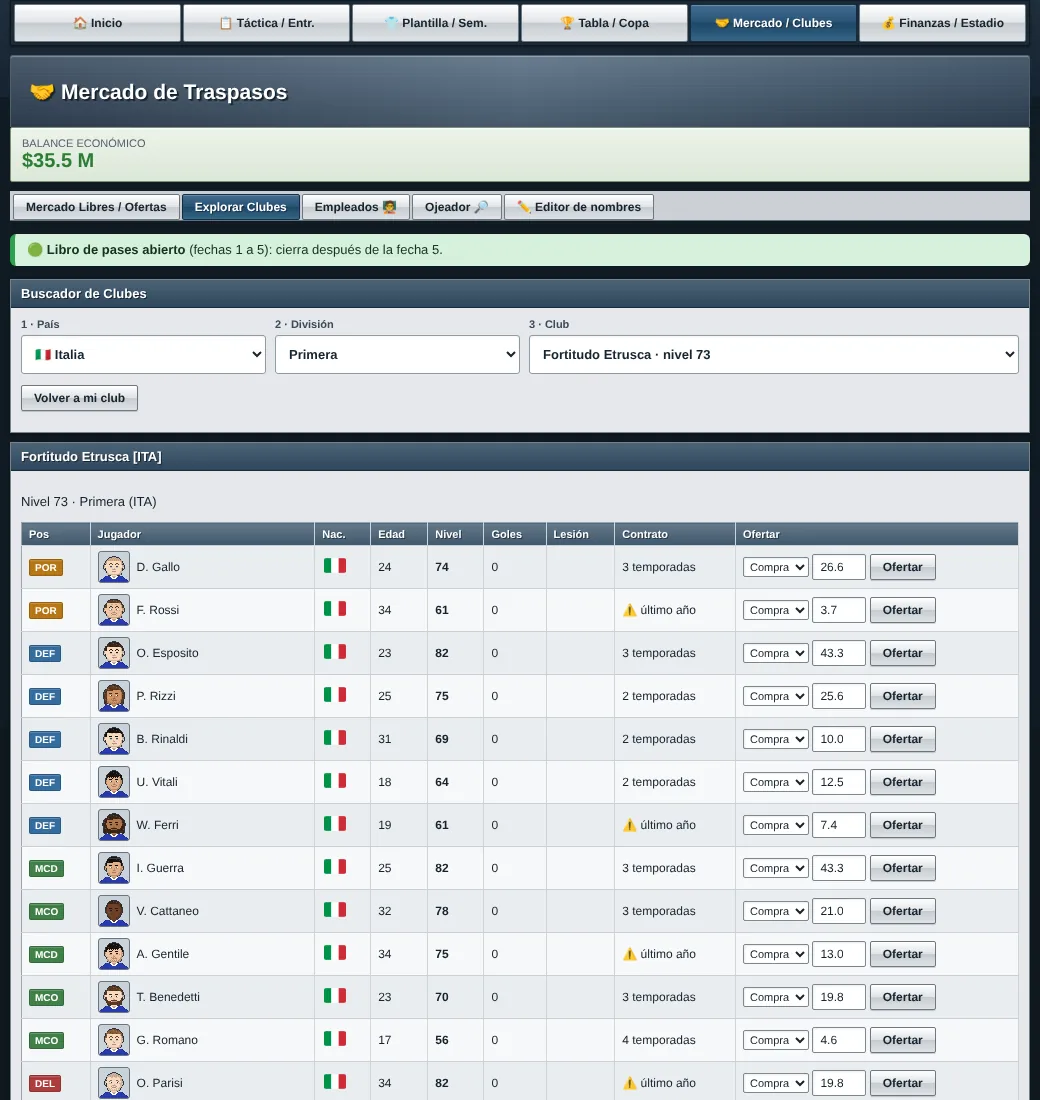 🏠 Inicio
📋 Táctica / Entr.
👕 Plantilla / Sem.
🏆 Tabla / Copa
🤝 Mercado / Clubes
💰 Finanzas / Estadio
🤝 Mercado de Traspasos
BALANCE ECONÓMICO
$35.5 M
Mercado Libres / Ofertas
Explorar Clubes
Empleados 🧑‍🏫
Ojeador 🔎
✏️ Editor de nombres
🟢 Libro de pases abierto (fechas 1 a 5): cierra después de la fecha 5.
Buscador de Clubes
1 · País
2 · División
3 · Club
🇮🇹 Italia
Primera
Fortitudo Etrusca · nivel 73
Volver a mi club
Fortitudo Etrusca [ITA]
Nivel 73 · Primera (ITA)
Pos Jugador Nac. Edad Nivel Goles Lesión Contrato Ofertar
POR D. Gallo 24 74 0 3 temporadas Compra 26.6 Ofertar
POR F. Rossi 34 61 0 ⚠️ último año Compra 3.7 Ofertar
DEF O. Esposito 23 82 0 3 temporadas Compra 43.3 Ofertar
DEF P. Rizzi 25 75 0 2 temporadas Compra 25.6 Ofertar
DEF B. Rinaldi 31 69 0 2 temporadas Compra 10.0 Ofertar
DEF U. Vitali 18 64 0 2 temporadas Compra 12.5 Ofertar
DEF W. Ferri 19 61 0 ⚠️ último año Compra 7.4 Ofertar
MCD I. Guerra 25 82 0 3 temporadas Compra 43.3 Ofertar
MCO V. Cattaneo 32 78 0 3 temporadas Compra 21.0 Ofertar
MCD A. Gentile 34 75 0 ⚠️ último año Compra 13.0 Ofertar
MCO T. Benedetti 23 70 0 3 temporadas Compra 19.8 Ofertar
MCO G. Romano 17 56 0 4 temporadas Compra 4.6 Ofertar
DEL O. Parisi 34 82 0 ⚠️ último año Compra 19.8 Ofertar